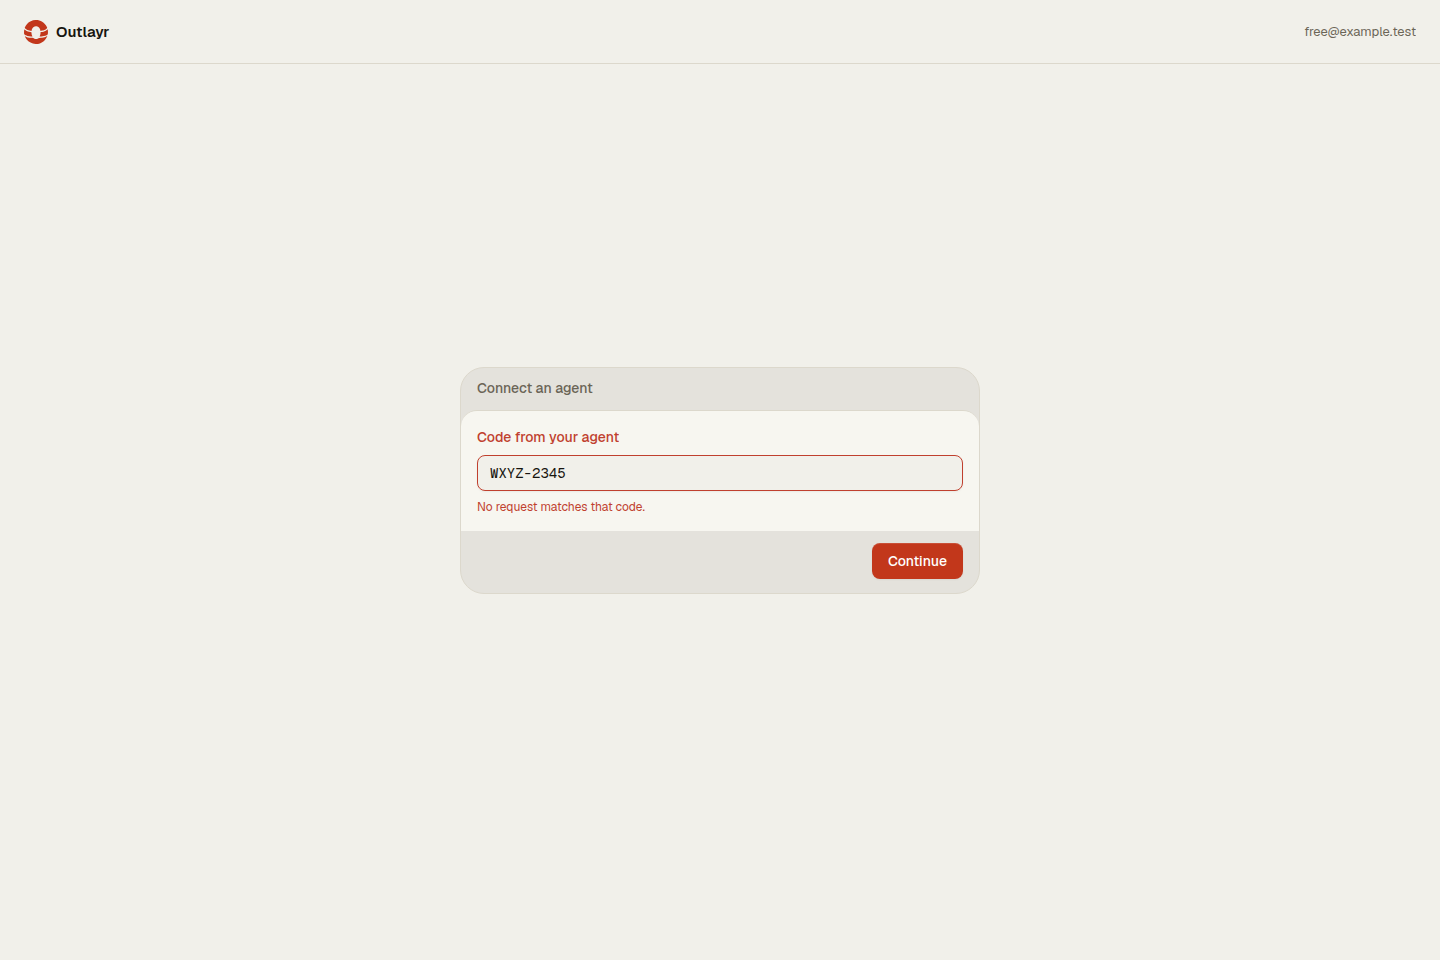 Outlayr
free@example.test
Connect an agent
Code from your agent
WXYZ-2345
No request matches that code.
Continue